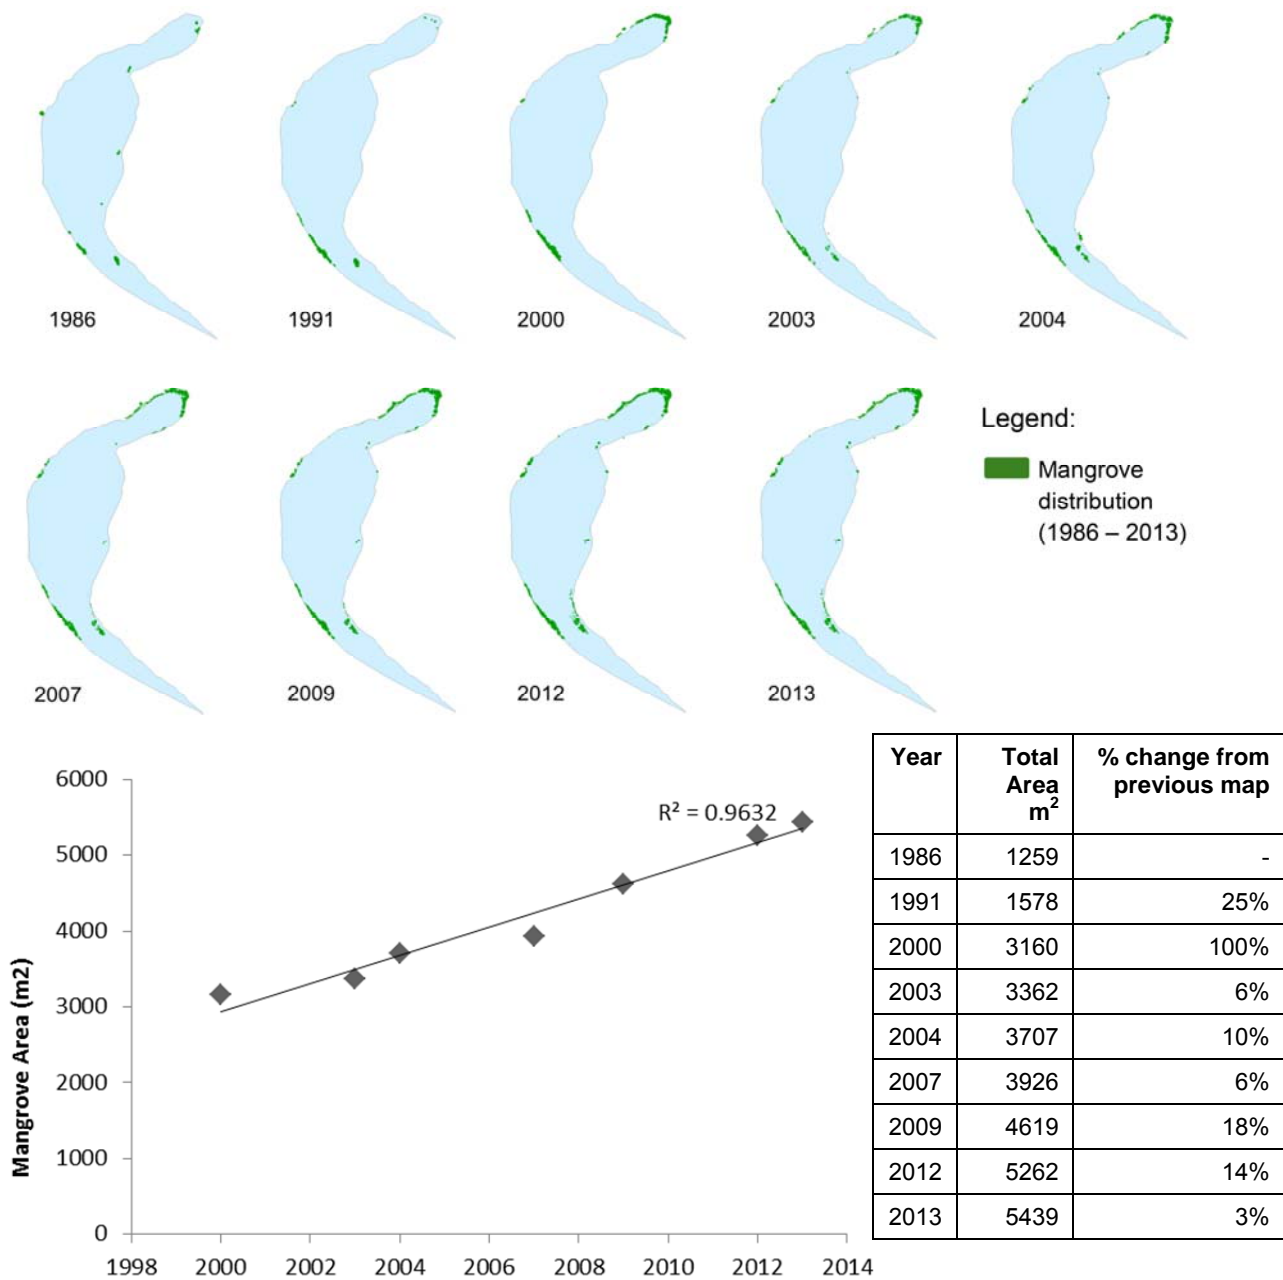 1986
1991
2000
2003
2004
2007
2009
2012
2013
Legend:
Mangrove
distribution
(1986 – 2013)
6000
5000
4000
3000
2000
1000
0
Mangrove Area (m2)
R² = 0.9632
1998 2000 2002 2004 2006 2008 2010 2012 2014
Year Total Area m² % change from previous map
1986 1259 -
1991 1578 25%
2000 3160 100%
2003 3362 6%
2004 3707 10%
2007 3926 6%
2009 4619 18%
2012 5262 14%
2013 5439 3%